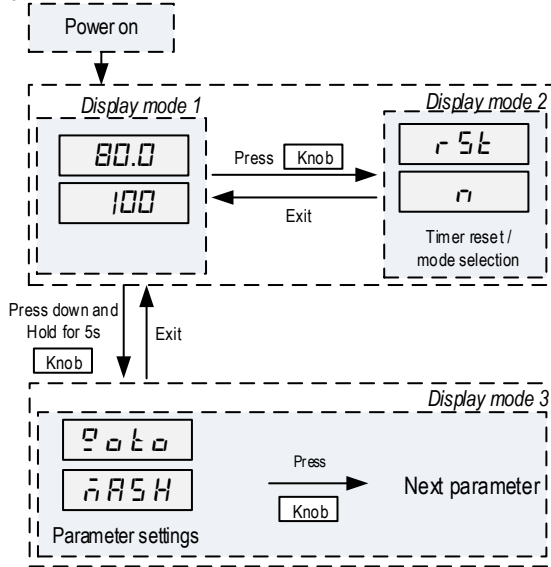 Power on
Display mode 1
80.0
100
Press Knob
Exit
Display mode 2
rSt
n
Timer reset /
mode selection
Press down and
Hold for 5s
Knob
Exit
Display mode 3
MASH
Parameter settings
Press
Knob
Next parameter